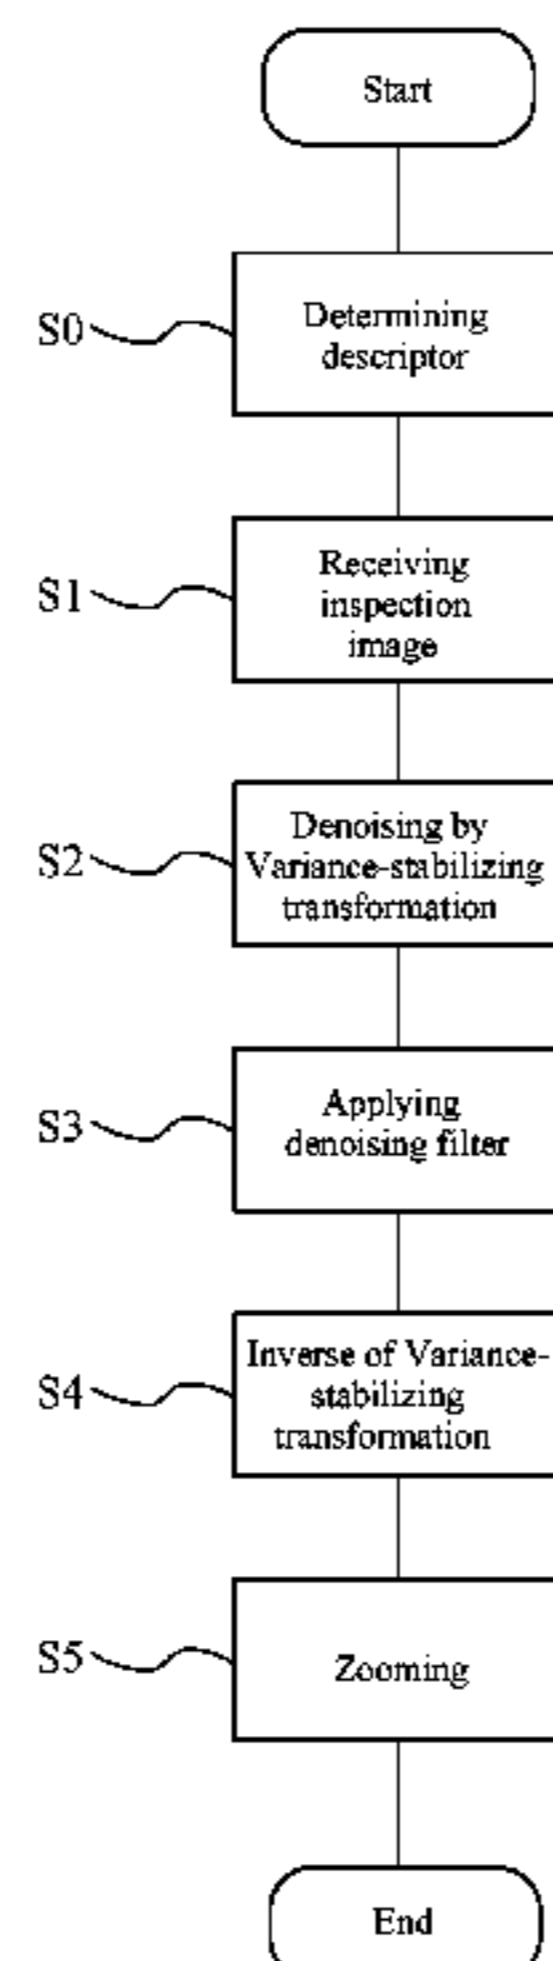 Start
S0
Determining
descriptor
S1
Receiving
inspection
image
S2
Denoising by
Variance-stabilizing
transformation
S3
Applying
denoising filter
S4
Inverse of Variance-
stabilizing
transformation
S5
Zooming
End